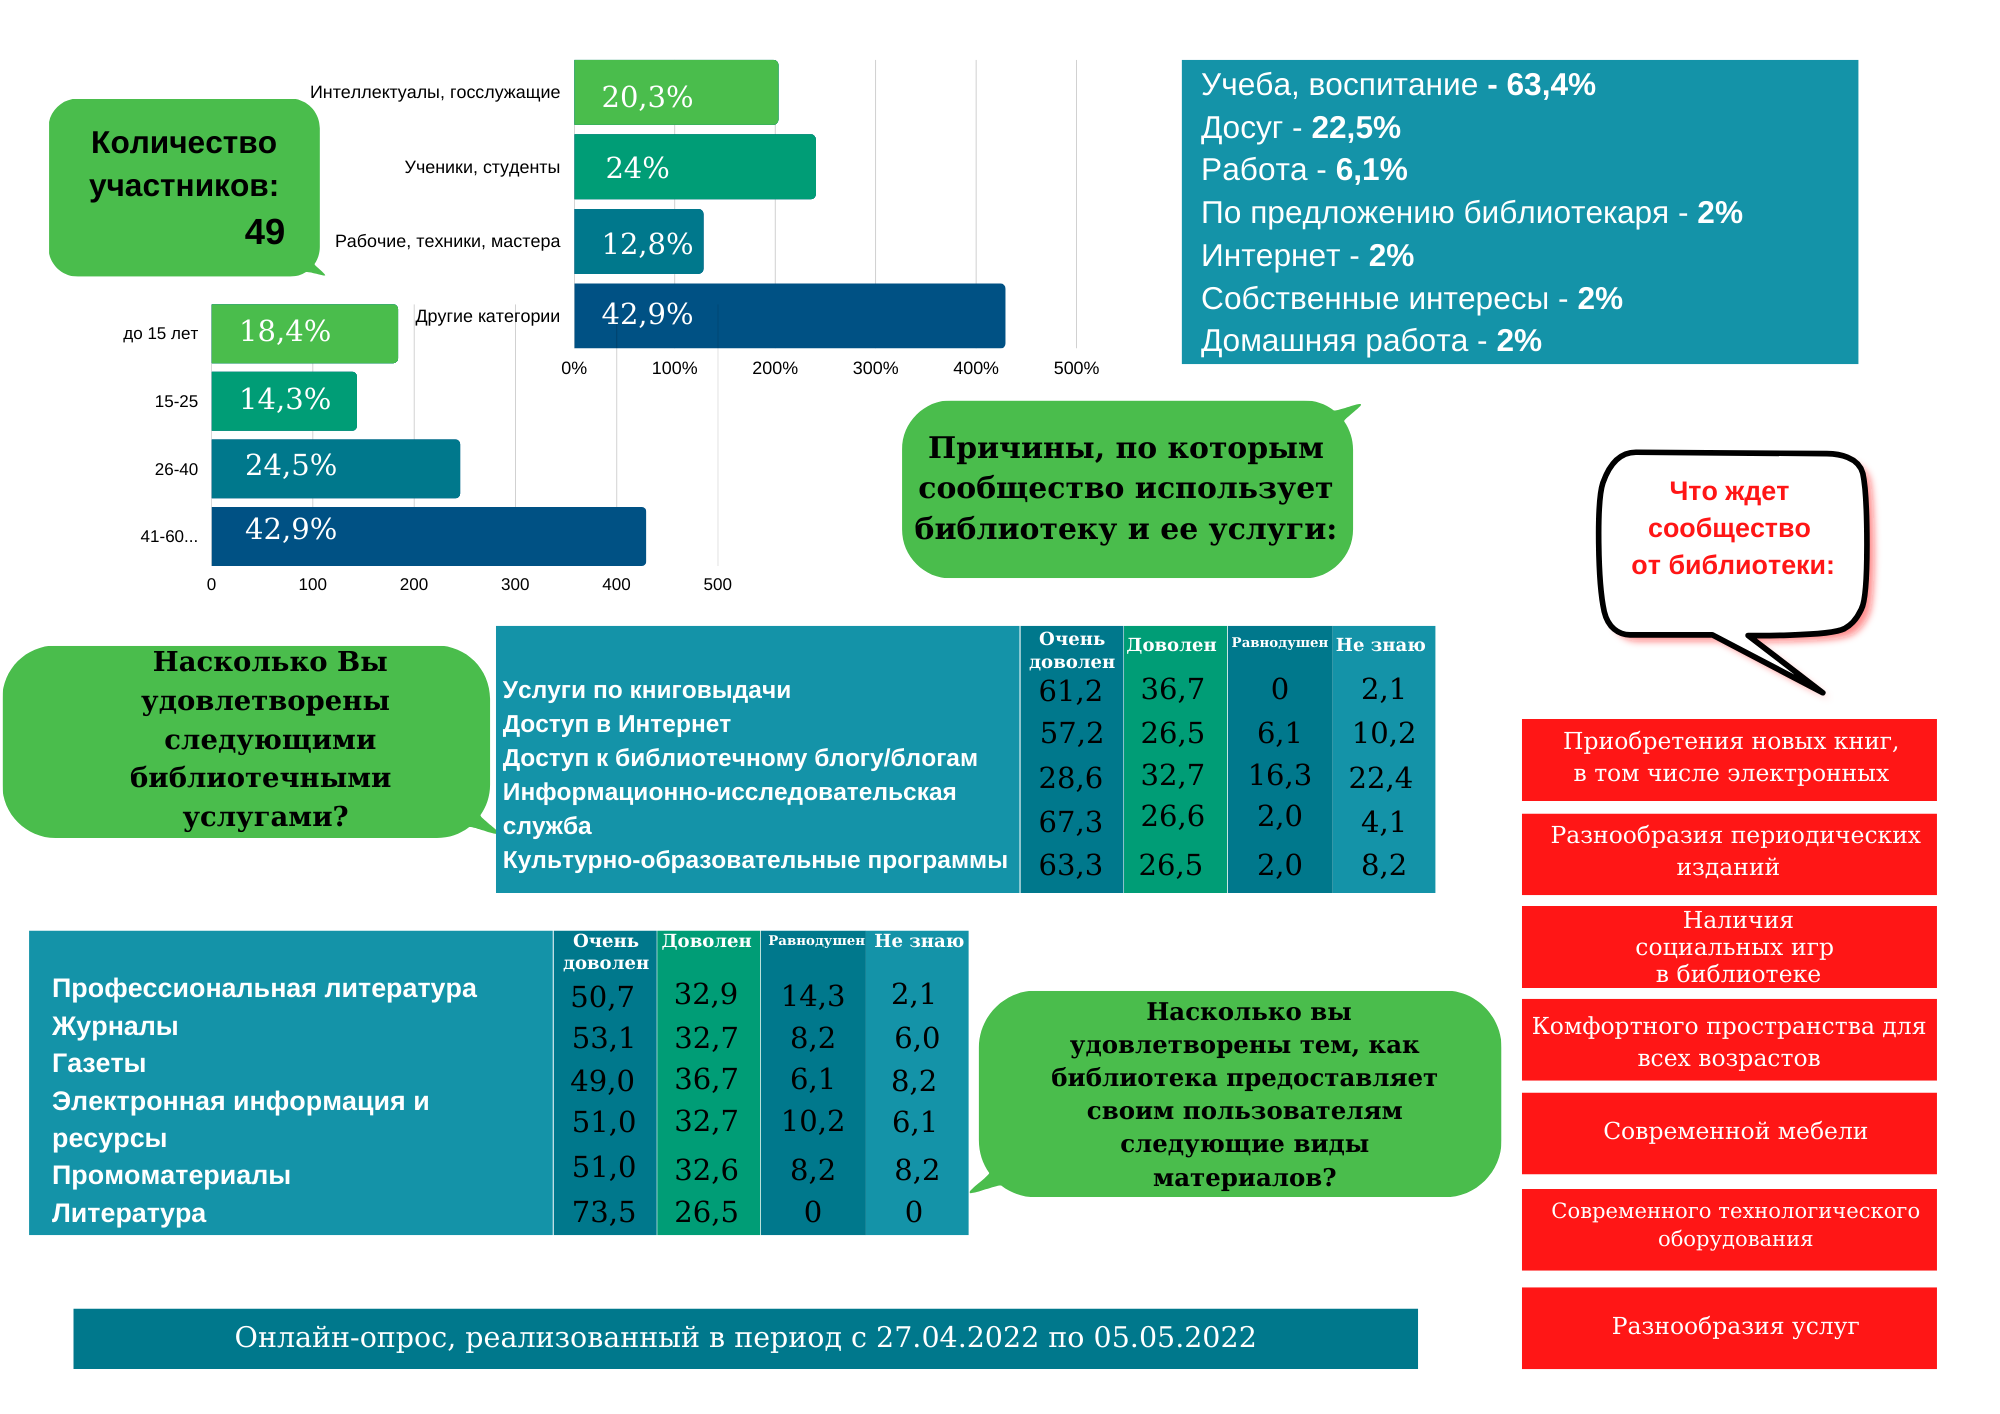 Количество
участников:
49
Интеллектуалы, госслужащие
20,3%
Ученики, студенты
24%
Рабочие, техники, мастера
12,8%
Другие категории
42,9%
0% 100% 200% 300% 400% 500%
до 15 лет
18,4%
15-25
14,3%
26-40
24,5%
41-60...
42,9%
0 100 200 300 400 500
Учеба, воспитание - 63,4%
Досуг - 22,5%
Работа - 6,1%
По предложению библиотекаря - 2%
Интернет - 2%
Собственные интересы - 2%
Домашняя работа - 2%
Причины, по которым
сообщество использует
библиотеку и ее услуги:
Что ждет
сообщество
от библиотеки:
Насколько Вы
удовлетворены
следующими
библиотечными
услугами?
Очень
доволен
Доволен
Равнодушен
Не знаю
Услуги по книговыдачи
Доступ в Интернет
Доступ к библиотечному блогу/блогам
Информационно-исследовательская
служба
Культурно-образовательные программы
61,2 36,7 0 2,1
57,2 26,5 6,1 10,2
28,6 32,7 16,3 22,4
67,3 26,6 2,0 4,1
63,3 26,5 2,0 8,2
Очень
доволен
Доволен
Равнодушен
Не знаю
Профессиональная литература
Журналы
Газеты
Электронная информация и
ресурсы
Промоматериалы
Литература
50,7 32,9 14,3 2,1
53,1 32,7 8,2 6,0
49,0 36,7 6,1 8,2
51,0 32,7 10,2 6,1
51,0 32,6 8,2 8,2
73,5 26,5 0 0
Насколько вы
удовлетворены тем, как
библиотека предоставляет
своим пользователям
следующие виды
материалов?
Приобретения новых книг,
в том числе электронных
Разнообразия периодических
изданий
Наличия
социальных игр
в библиотеке
Комфортного пространства для
всех возрастов
Современной мебели
Современного технологического
оборудования
Разнообразия услуг
Онлайн-опрос, реализованный в период с 27.04.2022 по 05.05.2022